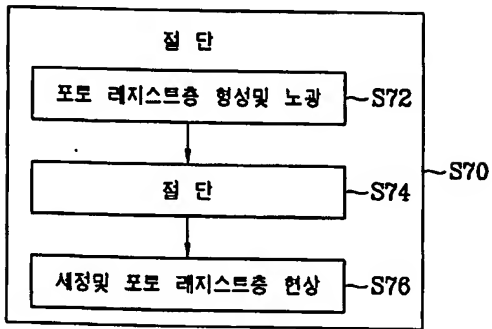 절 단
포토 레지스트층 형성및 노광
S72
S70
절 단
S74
세정및 포토 레지스트층 현상
S76